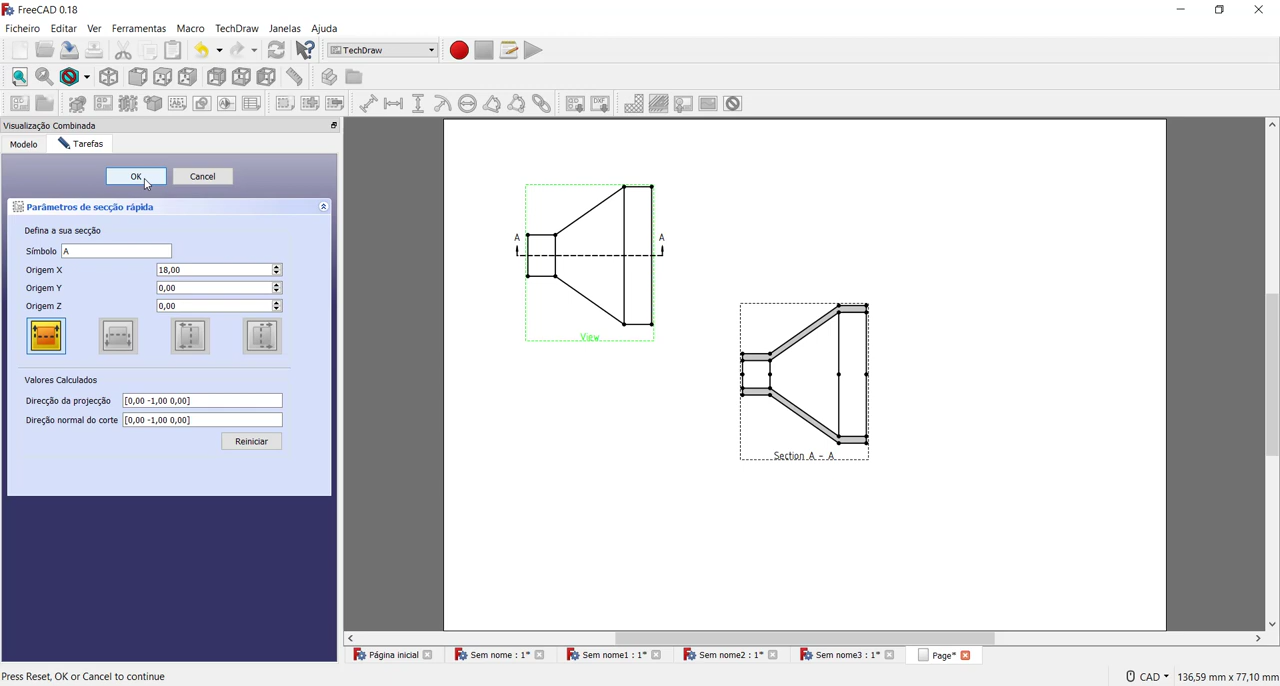 FreeCAD 0.18
Ficheiro Editar Ver Ferramentas Macro TechDraw Janelas Ajuda
TechDraw
Visualização Combinada
Modelo Tarefas
OK Cancel
Parâmetros de secção rápida
Defina a sua secção
Símbolo A
Origem X 18,00
Origem Y 0,00
Origem Z 0,00
Valores Calculados
Direcção da projecção [0,00 -1,00 0,00]
Direção normal do corte [0,00 -1,00 0,00]
Reiniciar
A A
View
Section A - A
Página inicial Sem nome : 1* Sem nome1 : 1* Sem nome2 : 1* Sem nome3 : 1* Page*
Press Reset, OK or Cancel to continue
CAD 136,59 mm x 77,10 mm